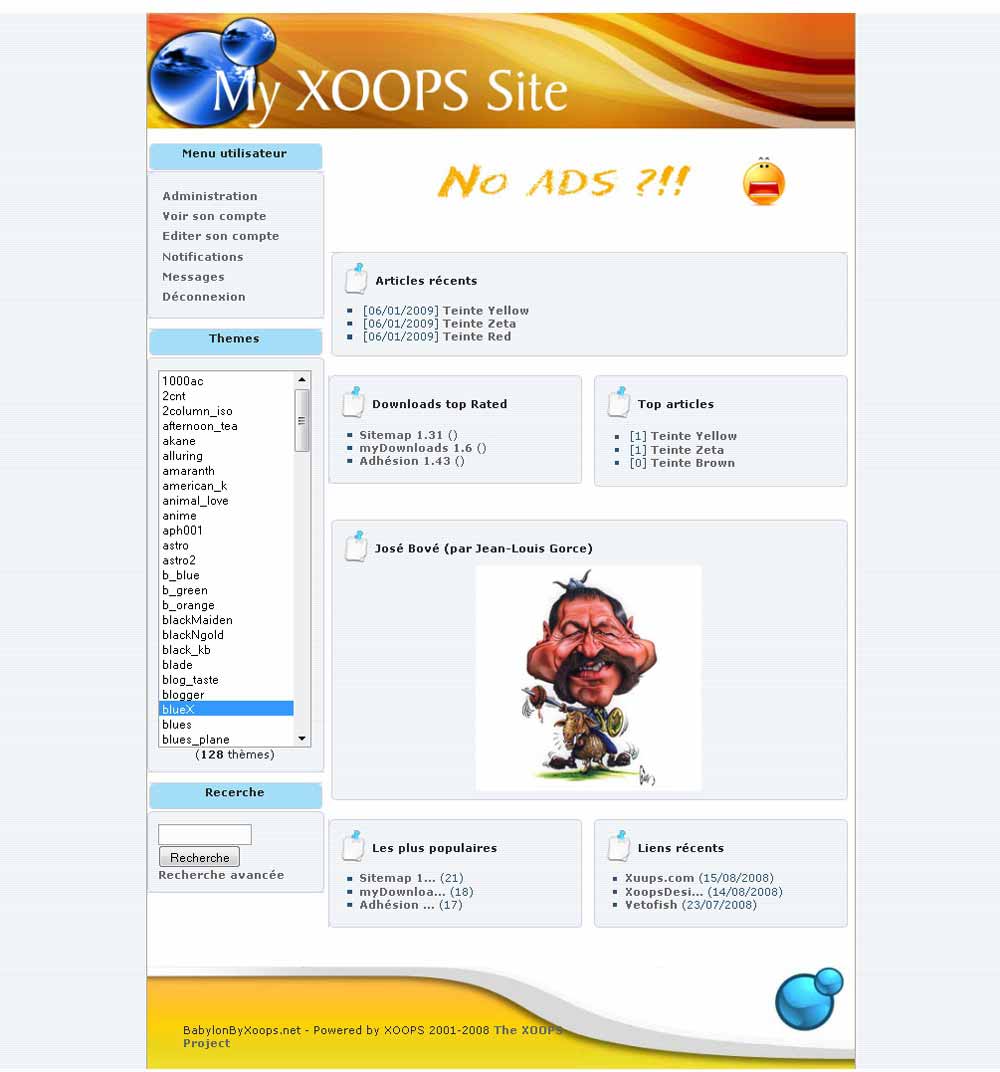 My XOOPS Site
Menu utilisateur
Administration
Voir son compte
Editer son compte
Notifications
Messages
Déconnexion
Themes
1000ac
2cnt
2column_iso
afternoon_tea
akane
alluring
amaranth
american_k
animal_love
anime
aph001
astro
astro2
b_blue
b_green
b_orange
blackMaiden
blackNgold
black_kb
blade
blog_taste
blogger
blueX
blues
blues_plane
(128 thèmes)
Recerche
Recherche
Recherche avancée
No ADS ?!!
Articles récents
[06/01/2009] Teinte Yellow
[06/01/2009] Teinte Zeta
[06/01/2009] Teinte Red
Downloads top Rated
Sitemap 1.31 ()
myDownloads 1.6 ()
Adhésion 1.43 ()
Top articles
[1] Teinte Yellow
[1] Teinte Zeta
[0] Teinte Brown
José Bové (par Jean-Louis Gorce)
Les plus populaires
Sitemap 1... (21)
myDownloa... (18)
Adhésion ... (17)
Liens récents
Xuups.com (15/08/2008)
XoopsDesi... (14/08/2008)
Vetofish (23/07/2008)
BabylonByXoops.net - Powered by XOOPS 2001-2008 The XOOPS
Project